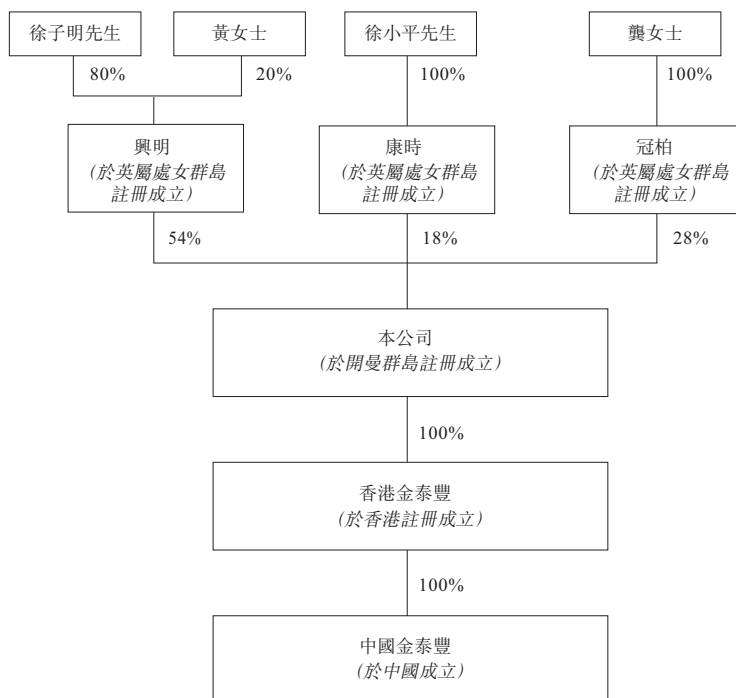 徐子明先生
黃女士
徐小平先生
龔女士
80%
20%
100%
100%
興明
(於英屬處女群島
註冊成立)
康時
(於英屬處女群島
註冊成立)
冠柏
(於英屬處女群島
註冊成立)
54%
18%
28%
本公司
(於開曼群島註冊成立)
100%
香港金泰豐
(於香港註冊成立)
100%
中國金泰豐
(於中國成立)